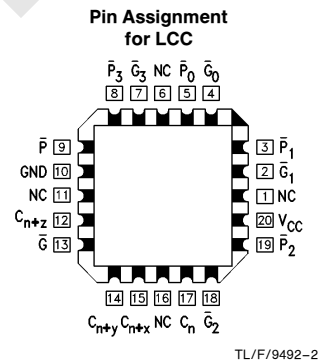 Pin Assignment
for LCC
P̄3 Ḡ3 NC P̄0 Ḡ0
8 7 6 5 4
P̄ 9
GND 10
NC 11
Cn+z 12
Ḡ 13
3 P̄1
2 Ḡ1
1 NC
20 VCC
19 P̄2
14 15 16 17 18
Cn+y Cn+x NC Cn Ḡ2
TL/F/9492–2